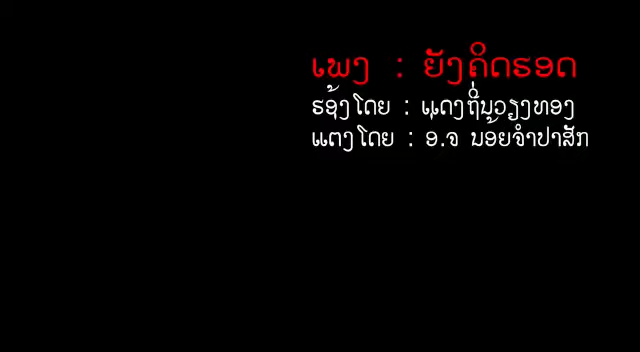 ເພງ : ຍັງຄິດຮອດ
ຮອ້ງໂດຍ : ແດງຖິ່ນວຽງທອງ
ແຕ່ງໂດຍ : ອ.ຈ ນອ້ຍຈຳປາສັກ